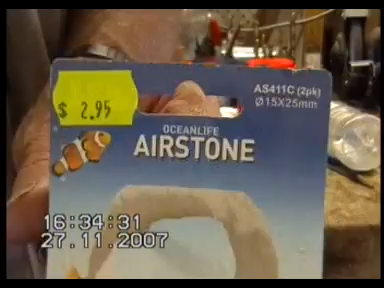 AS411C (2pk)
Ø15X25mm
$ 2.95
OCEANLIFE
AIRSTONE
16:34:31
27.11.2007